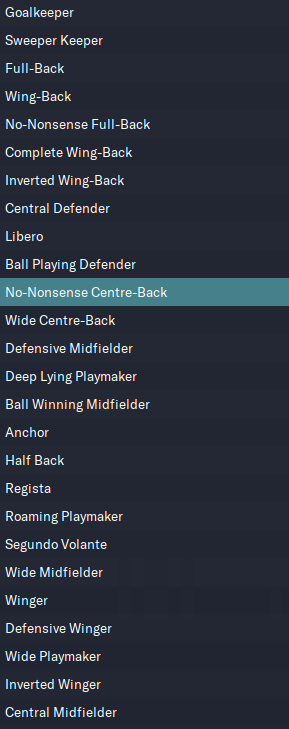 Goalkeeper
Sweeper Keeper
Full-Back
Wing-Back
No-Nonsense Full-Back
Complete Wing-Back
Inverted Wing-Back
Central Defender
Libero
Ball Playing Defender
No-Nonsense Centre-Back
Wide Centre-Back
Defensive Midfielder
Deep Lying Playmaker
Ball Winning Midfielder
Anchor
Half Back
Regista
Roaming Playmaker
Segundo Volante
Wide Midfielder
Winger
Defensive Winger
Wide Playmaker
Inverted Winger
Central Midfielder